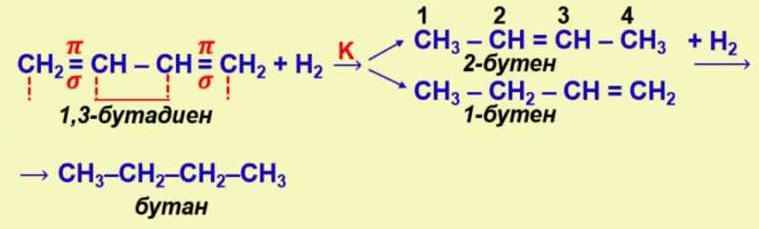 1 2 3 4
π π
CH₂ = CH – CH = CH₂ + H₂ K → CH₃ – CH = CH – CH₃ + H₂ →
σ σ
2-бутен
CH₃ – CH₂ – CH = CH₂
1,3-бутадиен
1-бутен
→ CH₃–CH₂–CH₂–CH₃
бутан